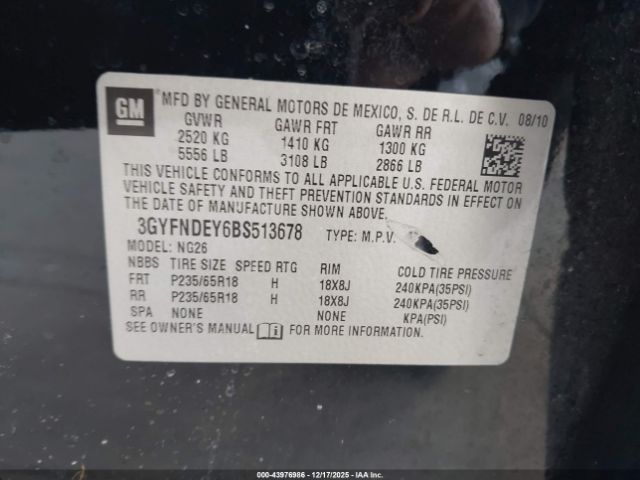 GM
MFD BY GENERAL MOTORS DE MEXICO, S. DE R.L. DE C.V. 08/10
GVWR GAWR FRT GAWR RR
2520 KG 1410 KG 1300 KG
5556 LB 3108 LB 2866 LB
THIS VEHICLE CONFORMS TO ALL APPLICABLE U.S. FEDERAL MOTOR
VEHICLE SAFETY AND THEFT PREVENTION STANDARDS IN EFFECT ON
THE DATE OF MANUFACTURE SHOWN ABOVE.
3GYFNDEY6BS513678 TYPE: M.P.V.
MODEL: NG26
NBBS TIRE SIZE SPEED RTG RIM COLD TIRE PRESSURE
FRT P235/65R18 H 18X8J 240KPA(35PSI)
RR P235/65R18 H 18X8J 240KPA(35PSI)
SPA NONE NONE KPA(PSI)
SEE OWNER'S MANUAL FOR MORE INFORMATION.
000-43976986 - 12/17/2025 - IAA Inc.